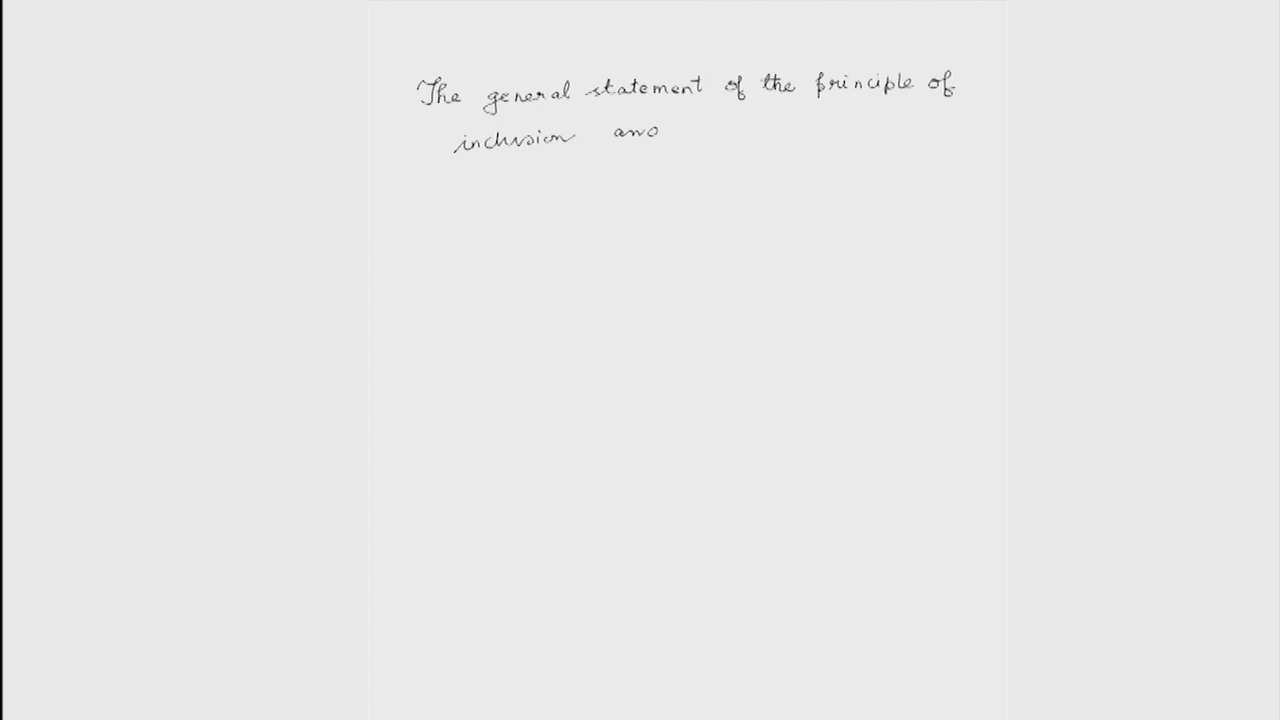 The general statement of the principle of
inclusion ano